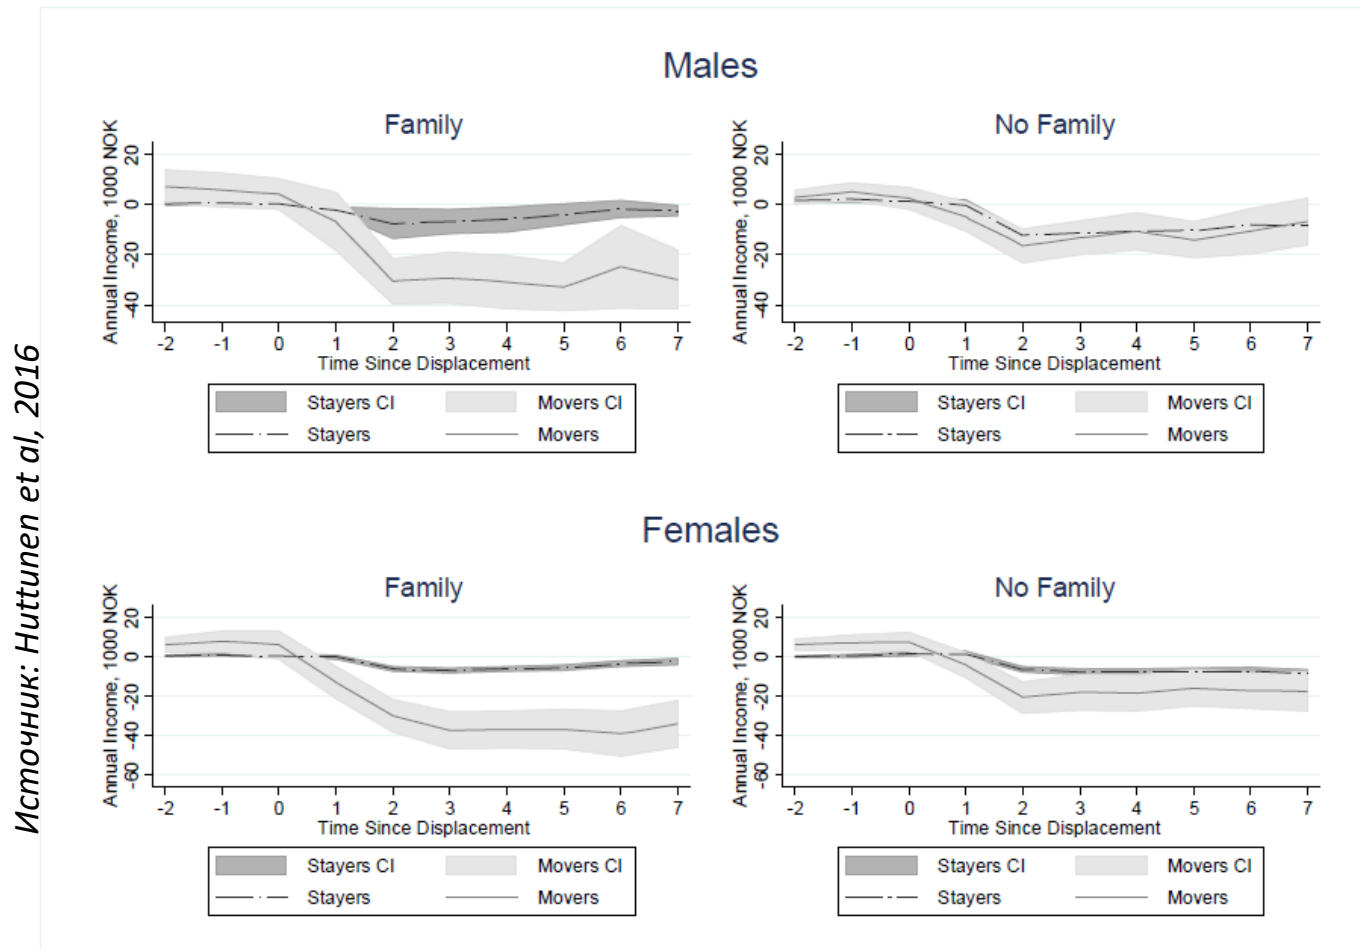 Источник: Huttunen et al, 2016
Males
Family
Annual Income, 1000 NOK
20
0
-20
-40
-2 -1 0 1 2 3 4 5 6 7
Time Since Displacement
Stayers CI Movers CI
Stayers Movers
No Family
Annual Income, 1000 NOK
20
0
-20
-40
-2 -1 0 1 2 3 4 5 6 7
Time Since Displacement
Stayers CI Movers CI
Stayers Movers
Females
Family
Annual Income, 1000 NOK
20
0
-20
-40
-60
-2 -1 0 1 2 3 4 5 6 7
Time Since Displacement
Stayers CI Movers CI
Stayers Movers
No Family
Annual Income, 1000 NOK
20
0
-20
-40
-60
-2 -1 0 1 2 3 4 5 6 7
Time Since Displacement
Stayers CI Movers CI
Stayers Movers